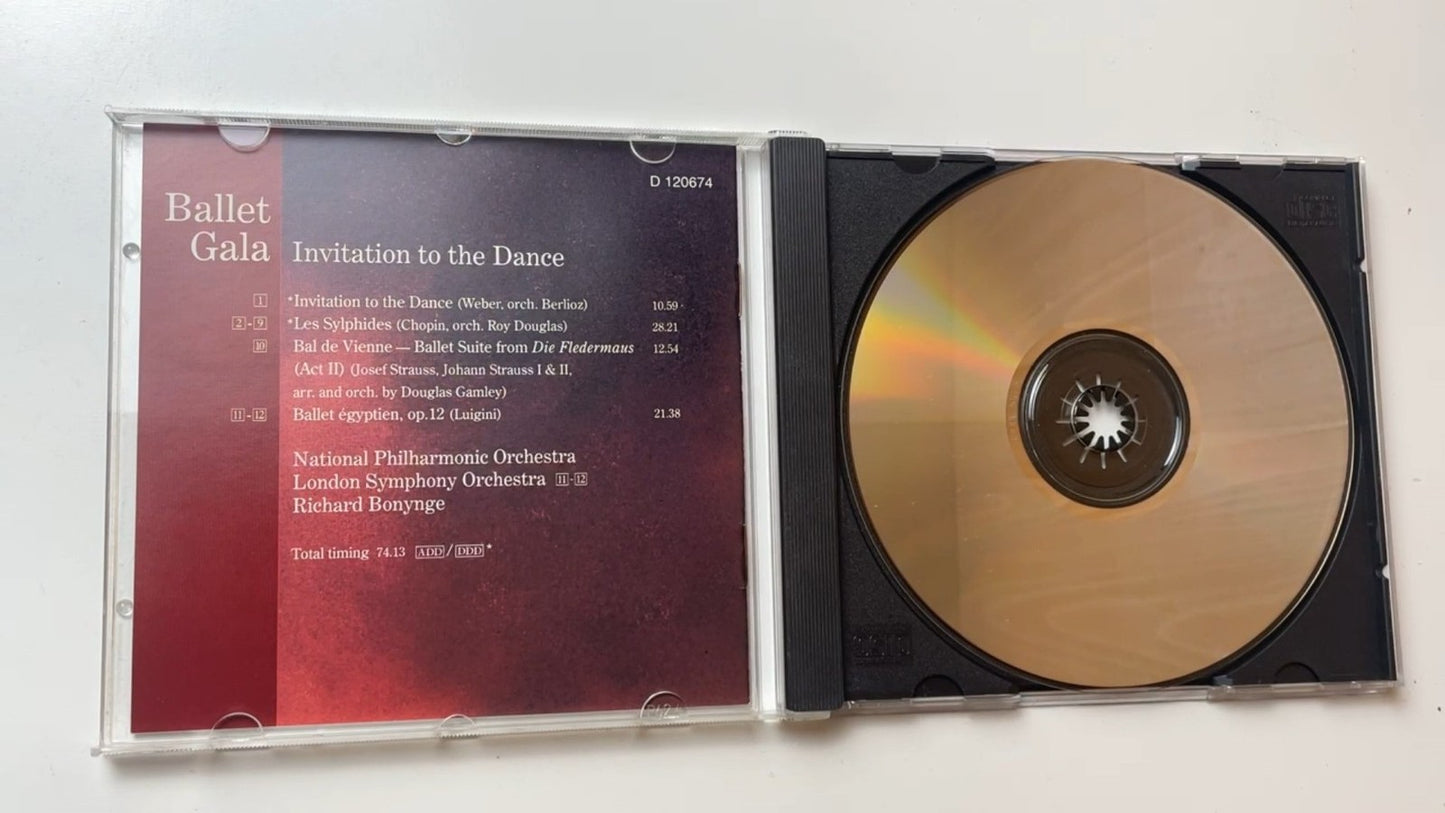 D 120674
Ballet
Gala
Invitation to the Dance
1 *Invitation to the Dance (Weber, orch. Berlioz) 10.59
2-9 *Les Sylphides (Chopin, orch. Roy Douglas) 28.21
10 Bal de Vienne — Ballet Suite from Die Fledermaus 12.54
(Act II) (Josef Strauss, Johann Strauss I & II,
arr. and orch. by Douglas Gamley)
11-12 Ballet égyptien, op.12 (Luigini) 21.38
National Philharmonic Orchestra
London Symphony Orchestra 11-12
Richard Bonynge
Total timing 74.13 ADD/DDD*